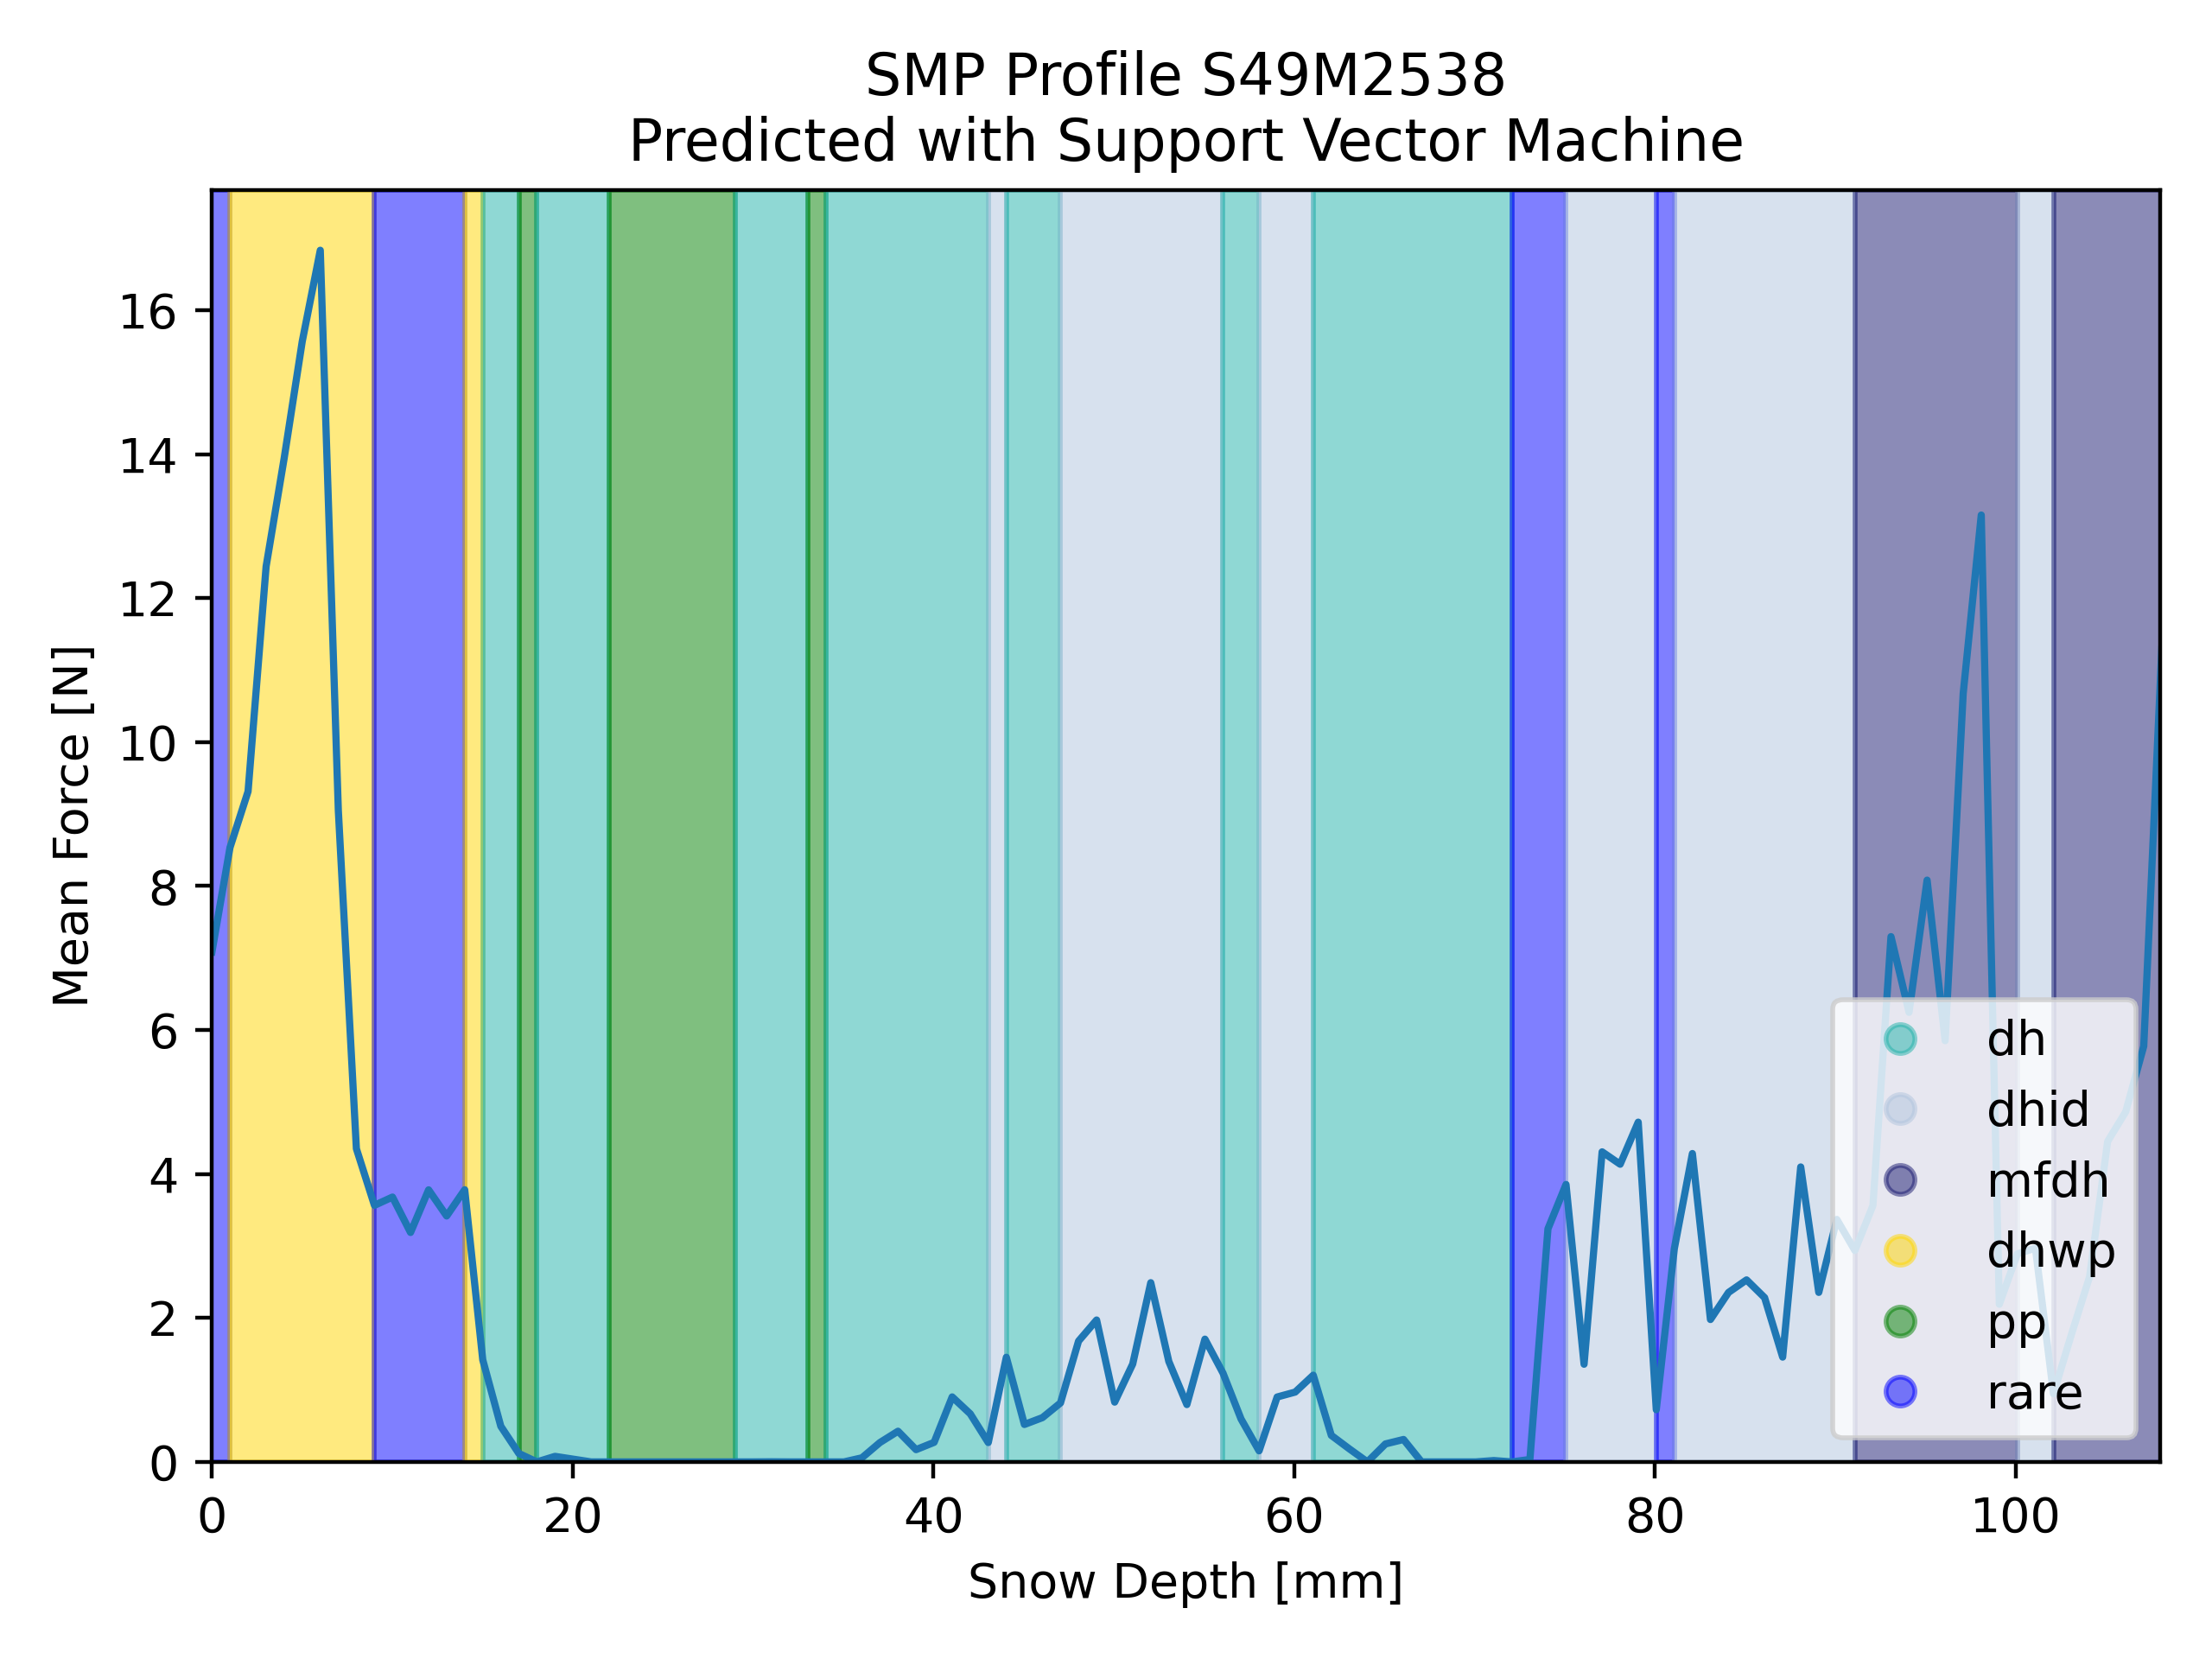 SMP Profile S49M2538
Predicted with Support Vector Machine
Mean Force [N]
16
14
12
10
8
6
4
2
0
0 20 40 60 80 100
Snow Depth [mm]
dh
dhid
mfdh
dhwp
pp
rare